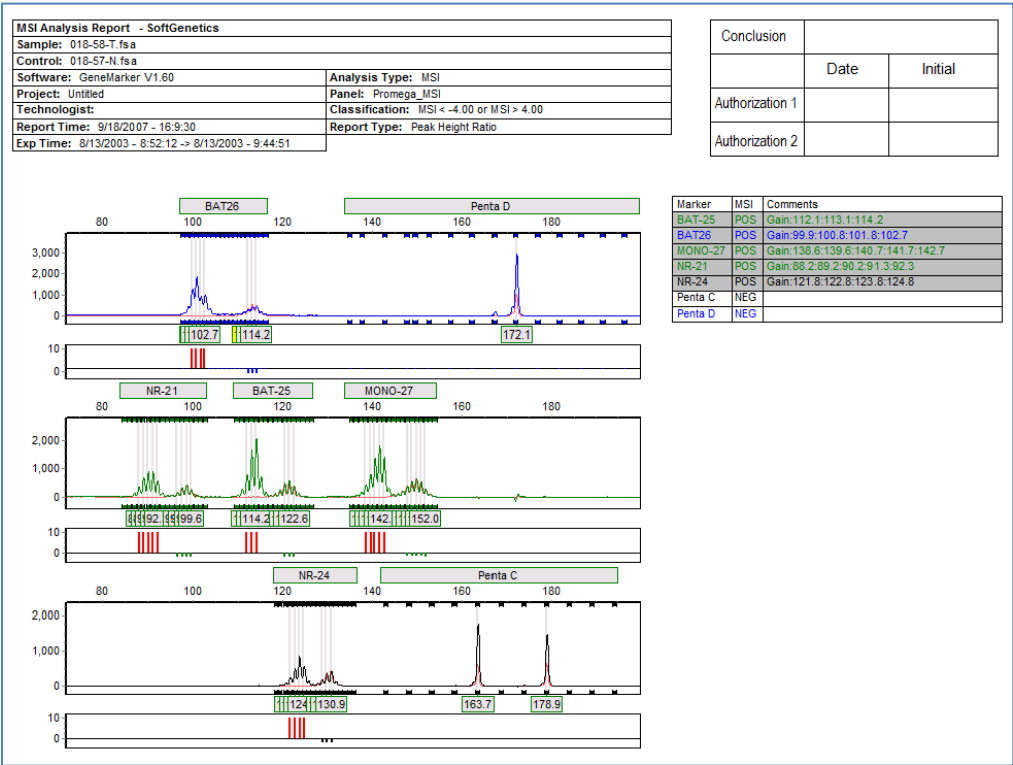 MSI Analysis Report - SoftGenetics
Sample: 018-58-T.fsa
Control: 018-57-N.fsa
Software: GeneMarker V1.60 Analysis Type: MSI
Project: Untitled Panel: Promega_MSI
Technologist: Classification: MSI < -4.00 or MSI > 4.00
Report Time: 9/18/2007 - 16:9:30 Report Type: Peak Height Ratio
Exp Time: 8/13/2003 - 8:52:12 -> 8/13/2003 - 9:44:51
Conclusion
Date Initial
Authorization 1
Authorization 2
BAT26 Penta D
80 100 120 140 160 180
3,000
2,000
1,000
0
102.7 114.2 172.1
10
0
NR-21 BAT-25 MONO-27
80 100 120 140 160 180
2,000
1,000
0
92. 99.6 114.2 122.6 142. 152.0
10
0
NR-24 Penta C
80 100 120 140 160 180
2,000
1,000
0
124 130.9 163.7 178.9
10
0
Marker MSI Comments
BAT-25 POS Gain:112.1:113.1:114.2
BAT26 POS Gain:99.9:100.8:101.8:102.7
MONO-27 POS Gain:138.6:139.6:140.7:141.7:142.7
NR-21 POS Gain:88.2:89.2:90.2:91.3:92.3
NR-24 POS Gain:121.8:122.8:123.8:124.8
Penta C NEG
Penta D NEG